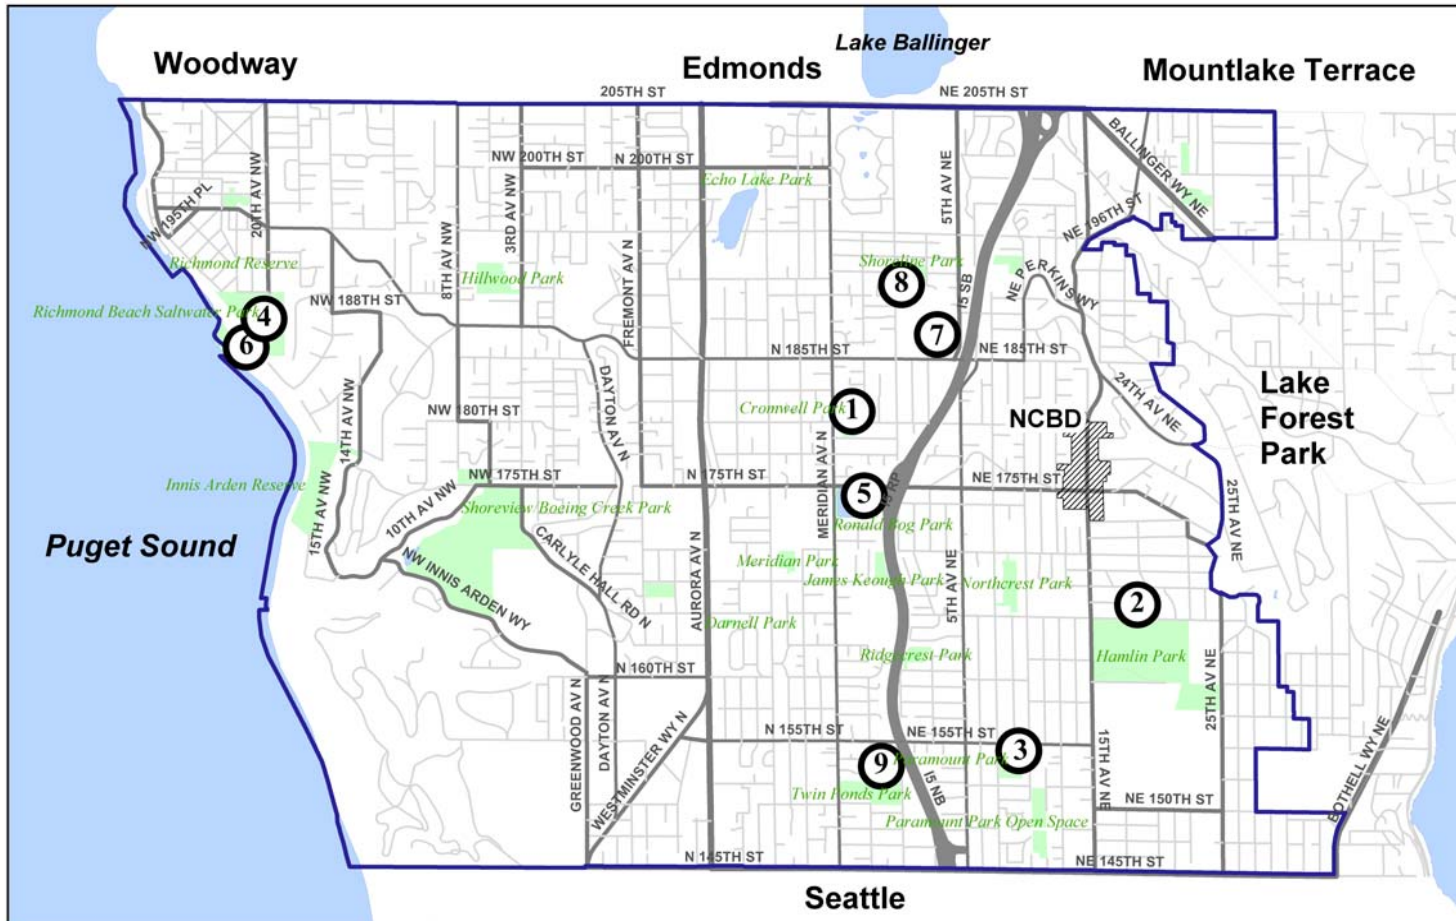 Lake Ballinger
Woodway
Edmonds
Mountlake Terrace
205TH ST
NE 205TH ST
BALLINGER WY NE
NW 200TH ST
N 200TH ST
Echo Lake Park
20TH AV NW
3RD AV NW
5TH AV NE
NW 195TH PL
NE 196TH ST
8TH AV NW
FREMONT AV N
Richmond Reserve
Hillwood Park
Shoreline Park
8
I5 SB
NE PERKINS WY
Richmond Beach Saltwater Park
4
NW 188TH ST
6
7
N 185TH ST
NE 185TH ST
DAYTON AV N
24TH AV NE
Lake
Forest
Park
NW 180TH ST
Cromwell Park
1
NCBD
14TH AV NW
MERIDIAN AV N
NW 175TH ST
N 175TH ST
NE 175TH ST
Innis Arden Reserve
10TH AV NW
5
I5 RP
25TH AV NE
Shoreview Boeing Creek Park
Ronald Bog Park
15TH AV NW
Puget Sound
CARLYLE HALL RD N
NW INNIS ARDEN WY
AURORA AV N
Meridian Park
James Keough Park
Northcrest Park
5TH AV NE
2
Darnell Park
Ridgecrest Park
Hamlin Park
N 160TH ST
25TH AV NE
GREENWOOD AV N
DAYTON AV N
WESTMINSTER WY N
N 155TH ST
NE 155TH ST
3
9
Paramount Park
15TH AV NE
I5 NB
Twin Ponds Park
NE 150TH ST
BOTHELL WY NE
Paramount Park Open Space
N 145TH ST
NE 145TH ST
Seattle